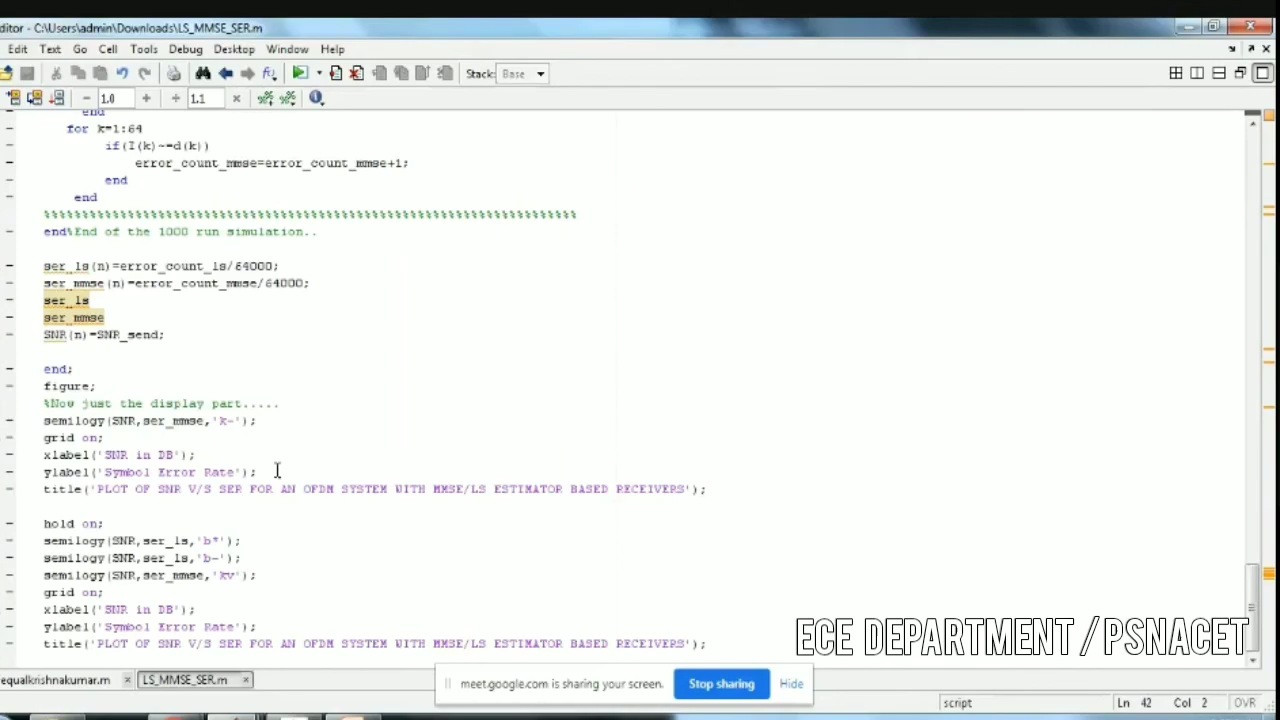 ditor - C:\Users\admin\Downloads\LS_MMSE_SER.m
Edit Text Go Cell Tools Debug Desktop Window Help
Stack: Base
1.0 1.1
end
for k=1:64
if(I(k)~=d(k))
error_count_mmse=error_count_mmse+1;
end
end
%%%%%%%%%%%%%%%%%%%%%%%%%%%%%%%%%%%%%%%%%%%%%%%%%%%%%%%%%%%%%%%%%%%%%%
end%End of the 1000 run simulation..
ser_ls(n)=error_count_ls/64000;
ser_mmse(n)=error_count_mmse/64000;
ser_ls
ser_mmse
SNR(n)=SNR_send;
end;
figure;
%Now just the display part.....
semilogy(SNR,ser_mmse,'k-');
grid on;
xlabel('SNR in DB');
ylabel('Symbol Error Rate');
title('PLOT OF SNR V/S SER FOR AN OFDM SYSTEM WITH MMSE/LS ESTIMATOR BASED RECEIVERS');
hold on;
semilogy(SNR,ser_ls,'b*');
semilogy(SNR,ser_ls,'b-');
semilogy(SNR,ser_mmse,'kv');
grid on;
xlabel('SNR in DB');
ylabel('Symbol Error Rate');
title('PLOT OF SNR V/S SER FOR AN OFDM SYSTEM WITH MMSE/LS ESTIMATOR BASED RECEIVERS');
ECE DEPARTMENT / PSNACET
equalkrishnakumar.m LS_MMSE_SER.m
meet.google.com is sharing your screen. Stop sharing Hide
script Ln 42 Col 2 OVR